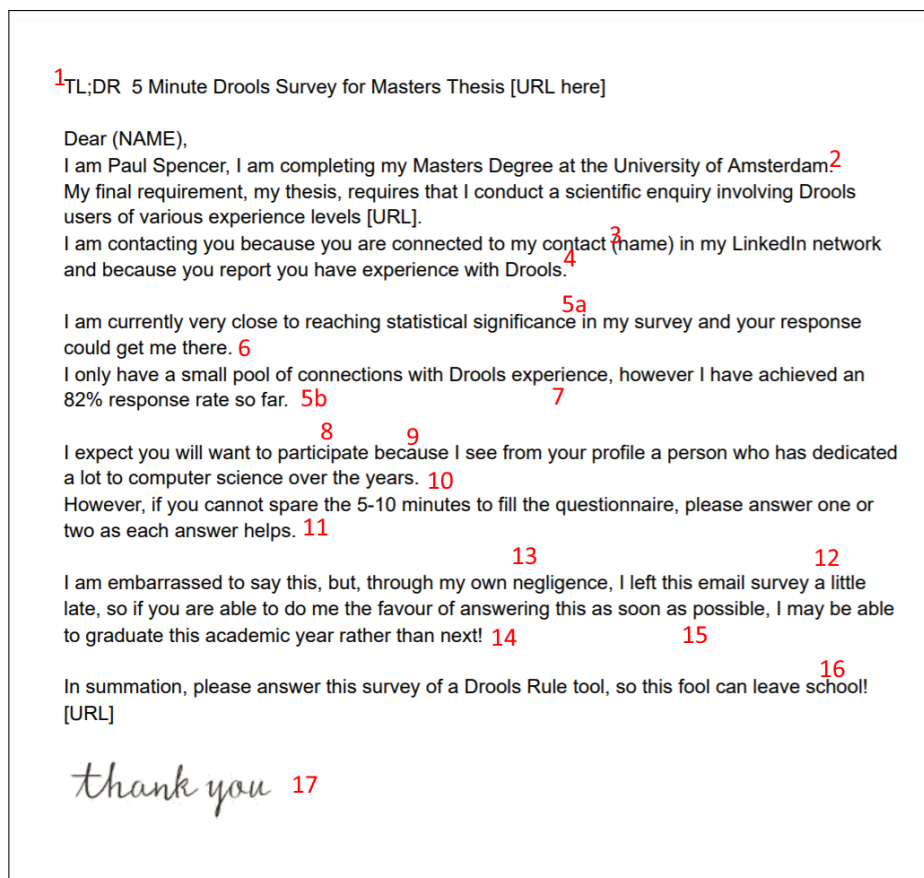 1 TL;DR  5 Minute Drools Survey for Masters Thesis [URL here]
Dear (NAME),
I am Paul Spencer, I am completing my Masters Degree at the University of Amsterdam. 2
My final requirement, my thesis, requires that I conduct a scientific enquiry involving Drools
users of various experience levels [URL].
3
I am contacting you because you are connected to my contact (name) in my LinkedIn network
and because you report you have experience with Drools. 4
5a
I am currently very close to reaching statistical significance in my survey and your response
could get me there. 6
I only have a small pool of connections with Drools experience, however I have achieved an
82% response rate so far. 5b 7
8 9
I expect you will want to participate because I see from your profile a person who has dedicated
a lot to computer science over the years. 10
However, if you cannot spare the 5-10 minutes to fill the questionnaire, please answer one or
two as each answer helps. 11
13 12
I am embarrassed to say this, but, through my own negligence, I left this email survey a little
late, so if you are able to do me the favour of answering this as soon as possible, I may be able
to graduate this academic year rather than next! 14 15
16
In summation, please answer this survey of a Drools Rule tool, so this fool can leave school!
[URL]
thank you 17